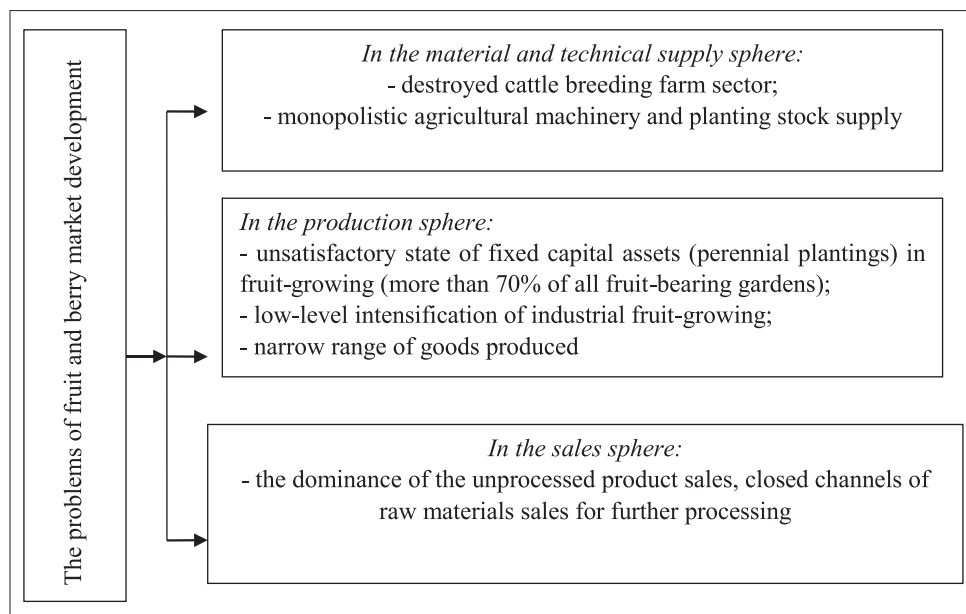 The problems of fruit and berry market development
In the material and technical supply sphere:
- destroyed cattle breeding farm sector;
- monopolistic agricultural machinery and planting stock supply
In the production sphere:
- unsatisfactory state of fixed capital assets (perennial plantings) in
fruit-growing (more than 70% of all fruit-bearing gardens);
- low-level intensification of industrial fruit-growing;
- narrow range of goods produced
In the sales sphere:
- the dominance of the unprocessed product sales, closed channels of
raw materials sales for further processing